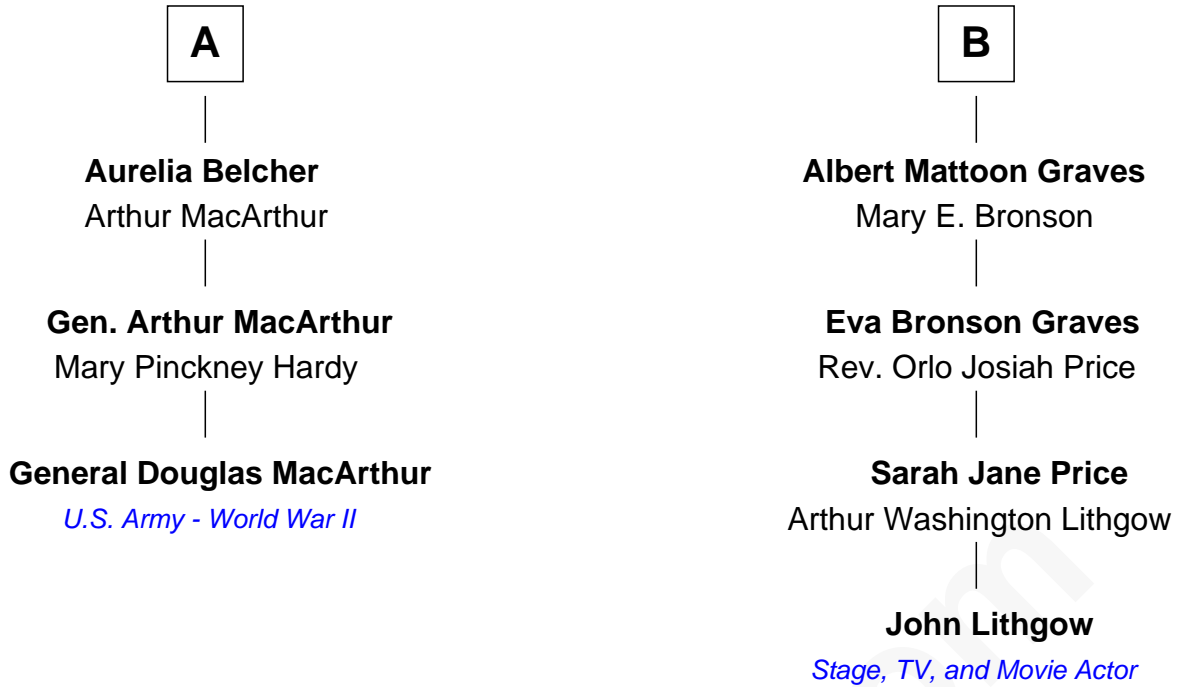 A
Aurelia Belcher
Arthur MacArthur
Gen. Arthur MacArthur
Mary Pinckney Hardy
General Douglas MacArthur
U.S. Army - World War II
B
Albert Mattoon Graves
Mary E. Bronson
Eva Bronson Graves
Rev. Orlo Josiah Price
Sarah Jane Price
Arthur Washington Lithgow
John Lithgow
Stage, TV, and Movie Actor